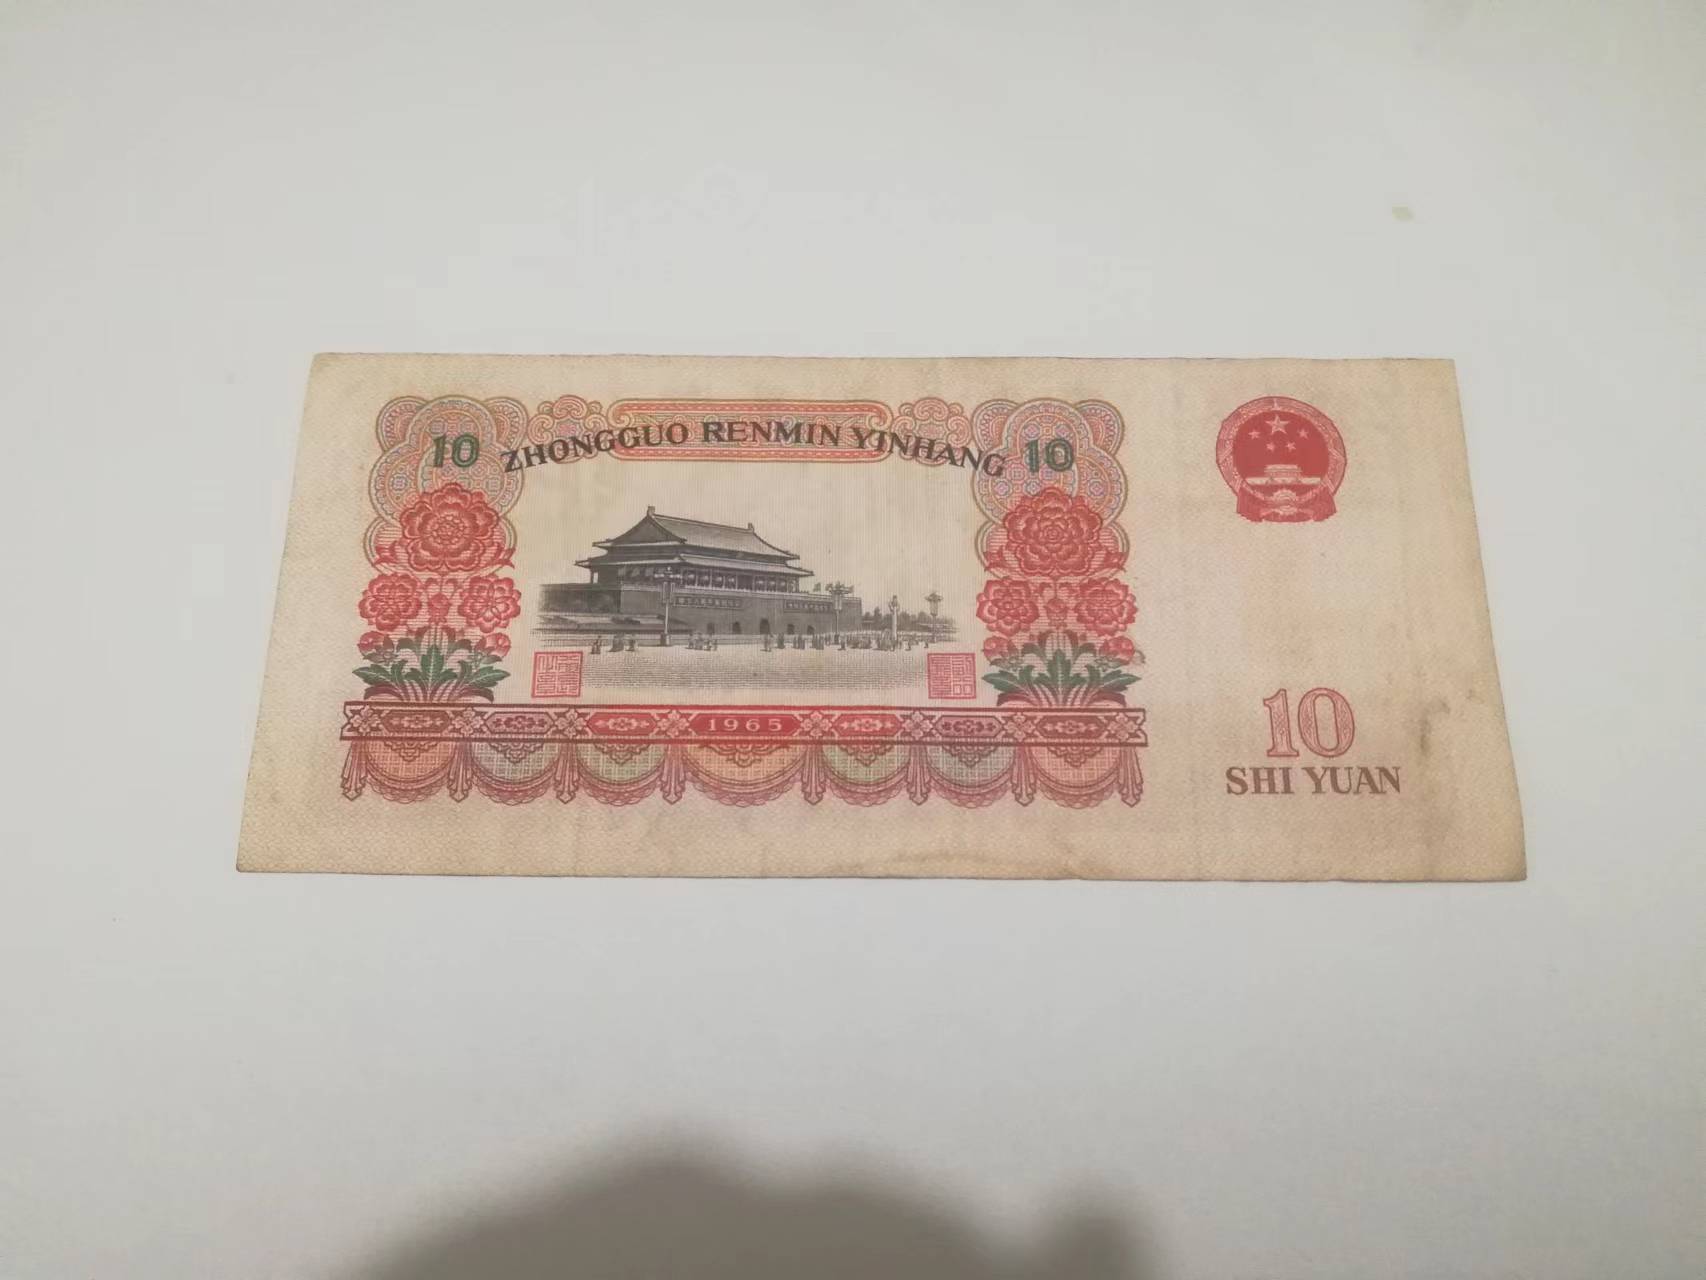 10 ZHONGGUO RENMIN YINHANG 10
1965
10
SHI YUAN